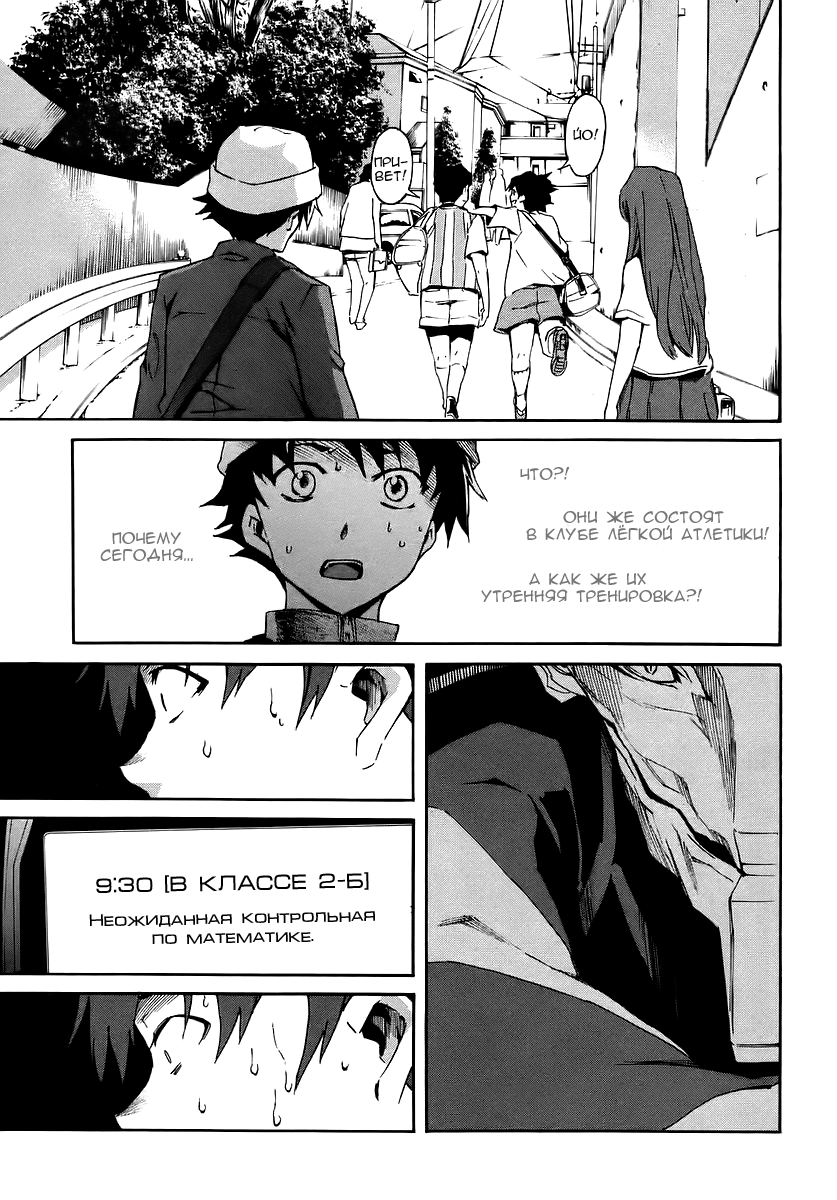 ЙО!
ПРИ-
ВЕТ!
ЧТО?!
ОНИ ЖЕ СОСТОЯТ
В КЛУБЕ ЛЁГКОЙ АТЛЕТИКИ!
А КАК ЖЕ ИХ
УТРЕННЯЯ ТРЕНИРОВКА?!
ПОЧЕМУ
СЕГОДНЯ...
9:30 [В КЛАССЕ 2-Б]
НЕОЖИДАННАЯ КОНТРОЛЬНАЯ
ПО МАТЕМАТИКЕ.